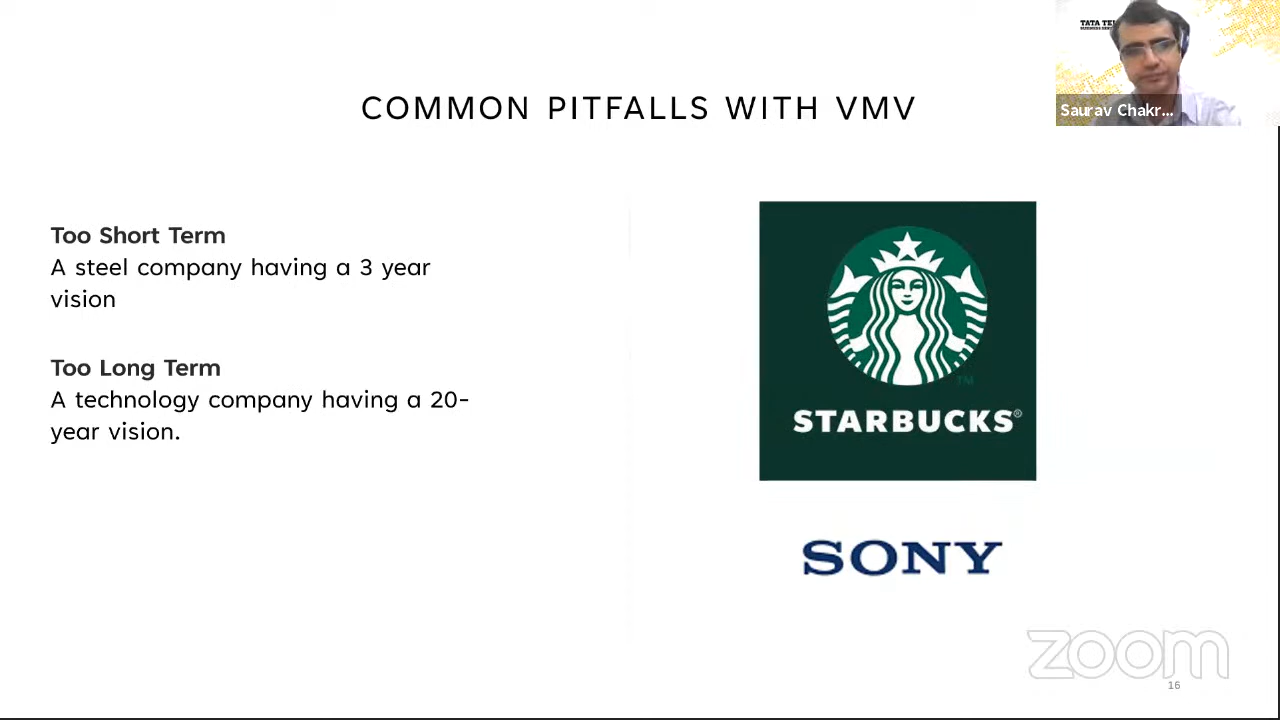 COMMON PITFALLS WITH VMV
Saurav Chakr...
Too Short Term
A steel company having a 3 year
vision
Too Long Term
A technology company having a 20-
year vision.
TM
STARBUCKS®
SONY
zoom
16